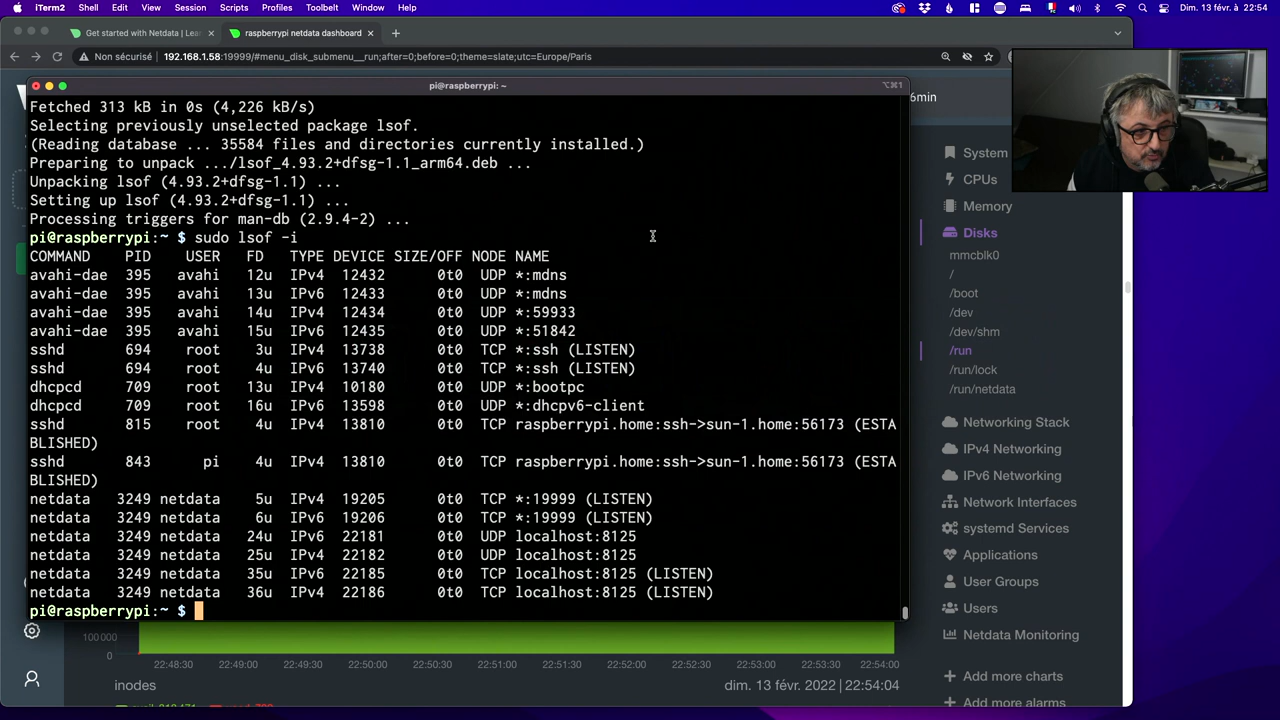 iTerm2 Shell Edit View Session Scripts Profiles Toolbelt Window Help Dim. 13 fév. à 22:54
Get started with Netdata | Lea
raspberrypi netdata dashboard
Non sécurisé 192.168.1.58:19999/#menu_disk_submenu__run;after=0;before=0;theme=slate;utc=Europe/Paris
pi@raspberrypi: ~
⌥⌘1
6min
Fetched 313 kB in 0s (4,226 kB/s)
Selecting previously unselected package lsof.
(Reading database ... 35584 files and directories currently installed.)
Preparing to unpack .../lsof_4.93.2+dfsg-1.1_arm64.deb ...
Unpacking lsof (4.93.2+dfsg-1.1) ...
Setting up lsof (4.93.2+dfsg-1.1) ...
Processing triggers for man-db (2.9.4-2) ...
pi@raspberrypi:~ $ sudo lsof -i
COMMAND PID USER FD TYPE DEVICE SIZE/OFF NODE NAME
avahi-dae 395 avahi 12u IPv4 12432 0t0 UDP *:mdns
avahi-dae 395 avahi 13u IPv6 12433 0t0 UDP *:mdns
avahi-dae 395 avahi 14u IPv4 12434 0t0 UDP *:59933
avahi-dae 395 avahi 15u IPv6 12435 0t0 UDP *:51842
sshd 694 root 3u IPv4 13738 0t0 TCP *:ssh (LISTEN)
sshd 694 root 4u IPv6 13740 0t0 TCP *:ssh (LISTEN)
dhcpcd 709 root 13u IPv4 10180 0t0 UDP *:bootpc
dhcpcd 709 root 16u IPv6 13598 0t0 UDP *:dhcpv6-client
sshd 815 root 4u IPv4 13810 0t0 TCP raspberrypi.home:ssh->sun-1.home:56173 (ESTA
BLISHED)
sshd 843 pi 4u IPv4 13810 0t0 TCP raspberrypi.home:ssh->sun-1.home:56173 (ESTA
BLISHED)
netdata 3249 netdata 5u IPv4 19205 0t0 TCP *:19999 (LISTEN)
netdata 3249 netdata 6u IPv6 19206 0t0 TCP *:19999 (LISTEN)
netdata 3249 netdata 24u IPv6 22181 0t0 UDP localhost:8125
netdata 3249 netdata 25u IPv4 22182 0t0 UDP localhost:8125
netdata 3249 netdata 35u IPv6 22185 0t0 TCP localhost:8125 (LISTEN)
netdata 3249 netdata 36u IPv4 22186 0t0 TCP localhost:8125 (LISTEN)
pi@raspberrypi:~ $
System
CPUs
Memory
Disks
mmcblk0
/
/boot
/dev
/dev/shm
/run
/run/lock
/run/netdata
Networking Stack
IPv4 Networking
IPv6 Networking
Network Interfaces
systemd Services
Applications
User Groups
Users
Netdata Monitoring
Add more charts
Add more alarms
100 000
0
22:48:30 22:49:00 22:49:30 22:50:00 22:50:30 22:51:00 22:51:30 22:52:00 22:52:30 22:53:00 22:53:30 22:54:00
inodes
dim. 13 févr. 2022 | 22:54:04